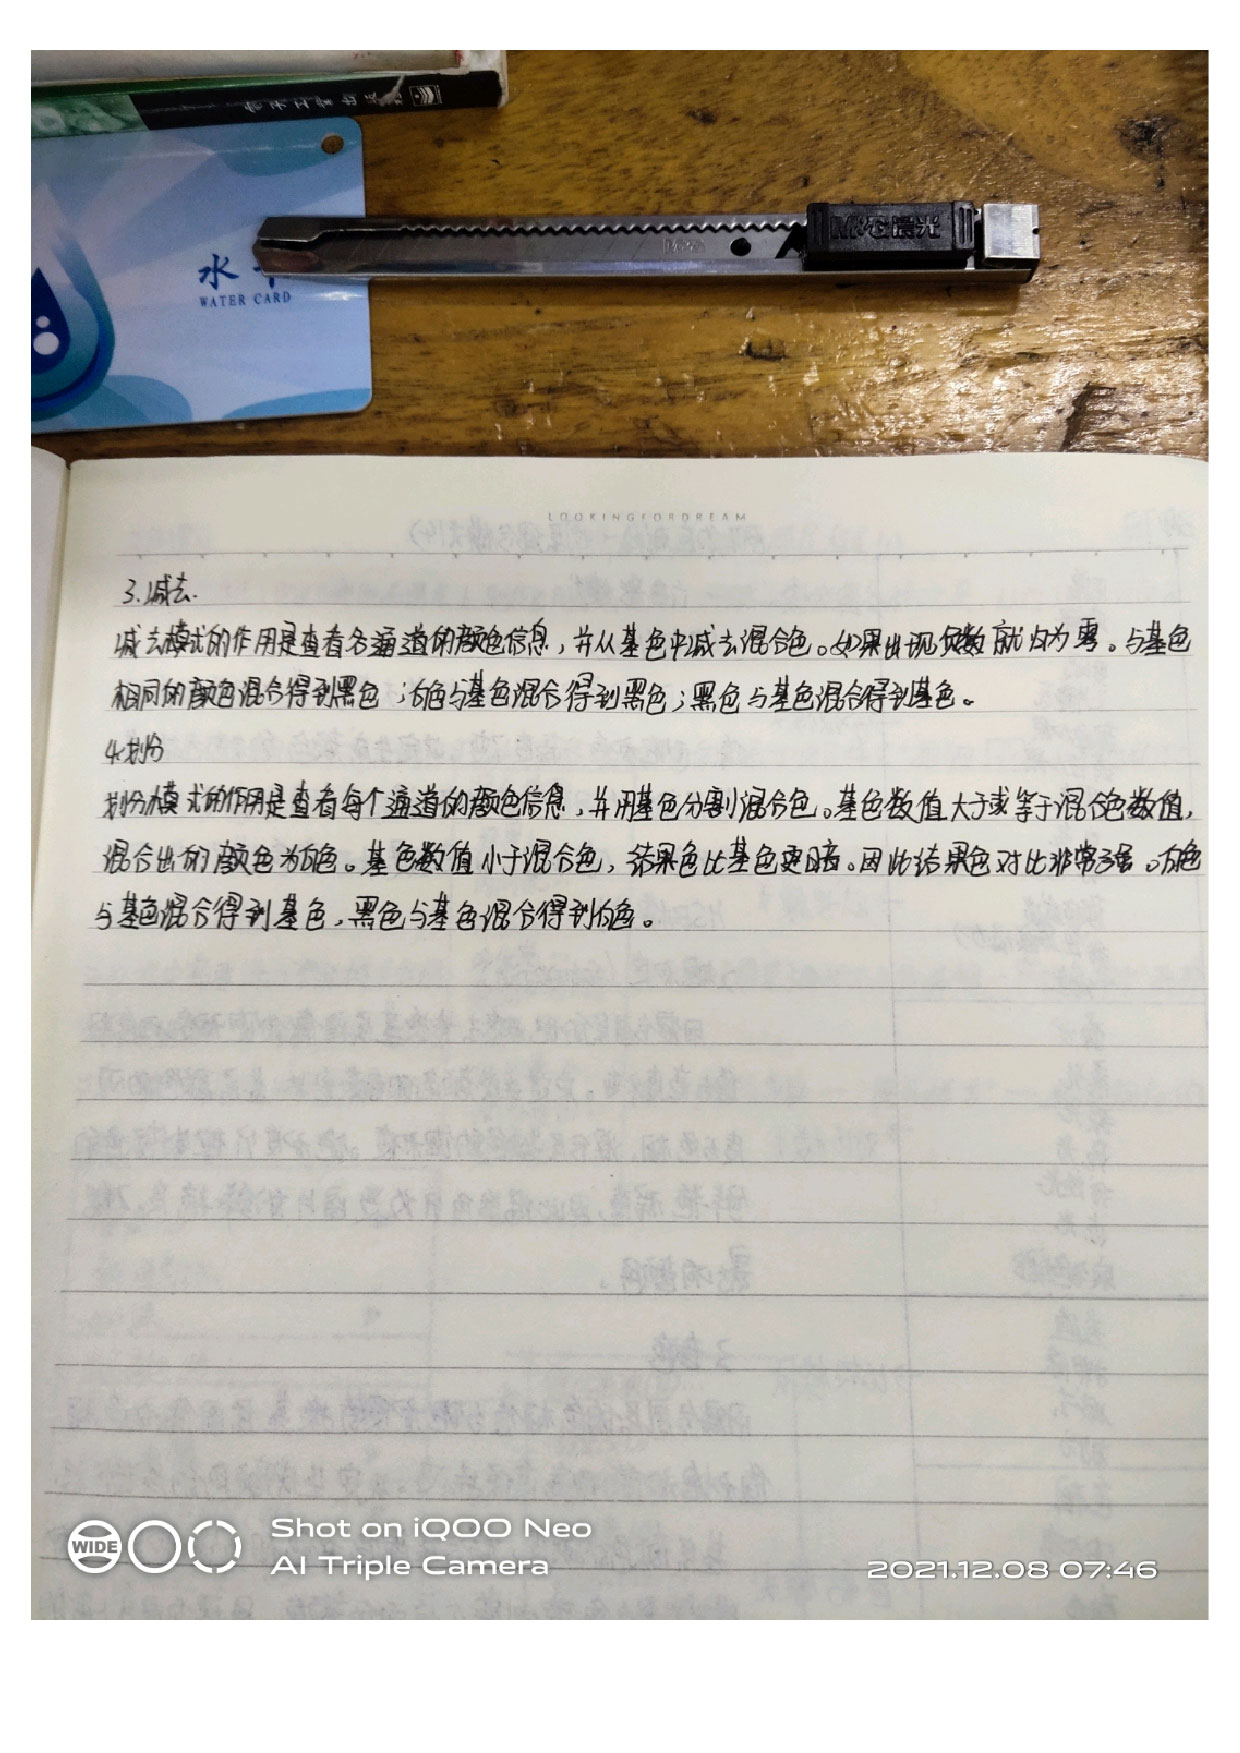 水
WATER CARD
M&G晨光
LOOKINGFORDREAM
3.减去.
减去模式的作用是查看各通道的颜色信息,并从基色中减去混合色。如果出现负数就归为零。与基色
相同的颜色混合得到黑色;白色与基色混合得到黑色;黑色与基色混合得到基色。
4.划分
划分模式的作用是查看每个通道的颜色信息,并用基色分割混合色。基色数值大于或等于混合色数值,
混合出的颜色为白色。基色数值小于混合色,结果色比基色更暗。因此结果色对比非常强。白色
与基色混合得到基色,黑色与基色混合得到白色。
WIDE
Shot on iQOO Neo
AI Triple Camera
2021.12.08 07:46